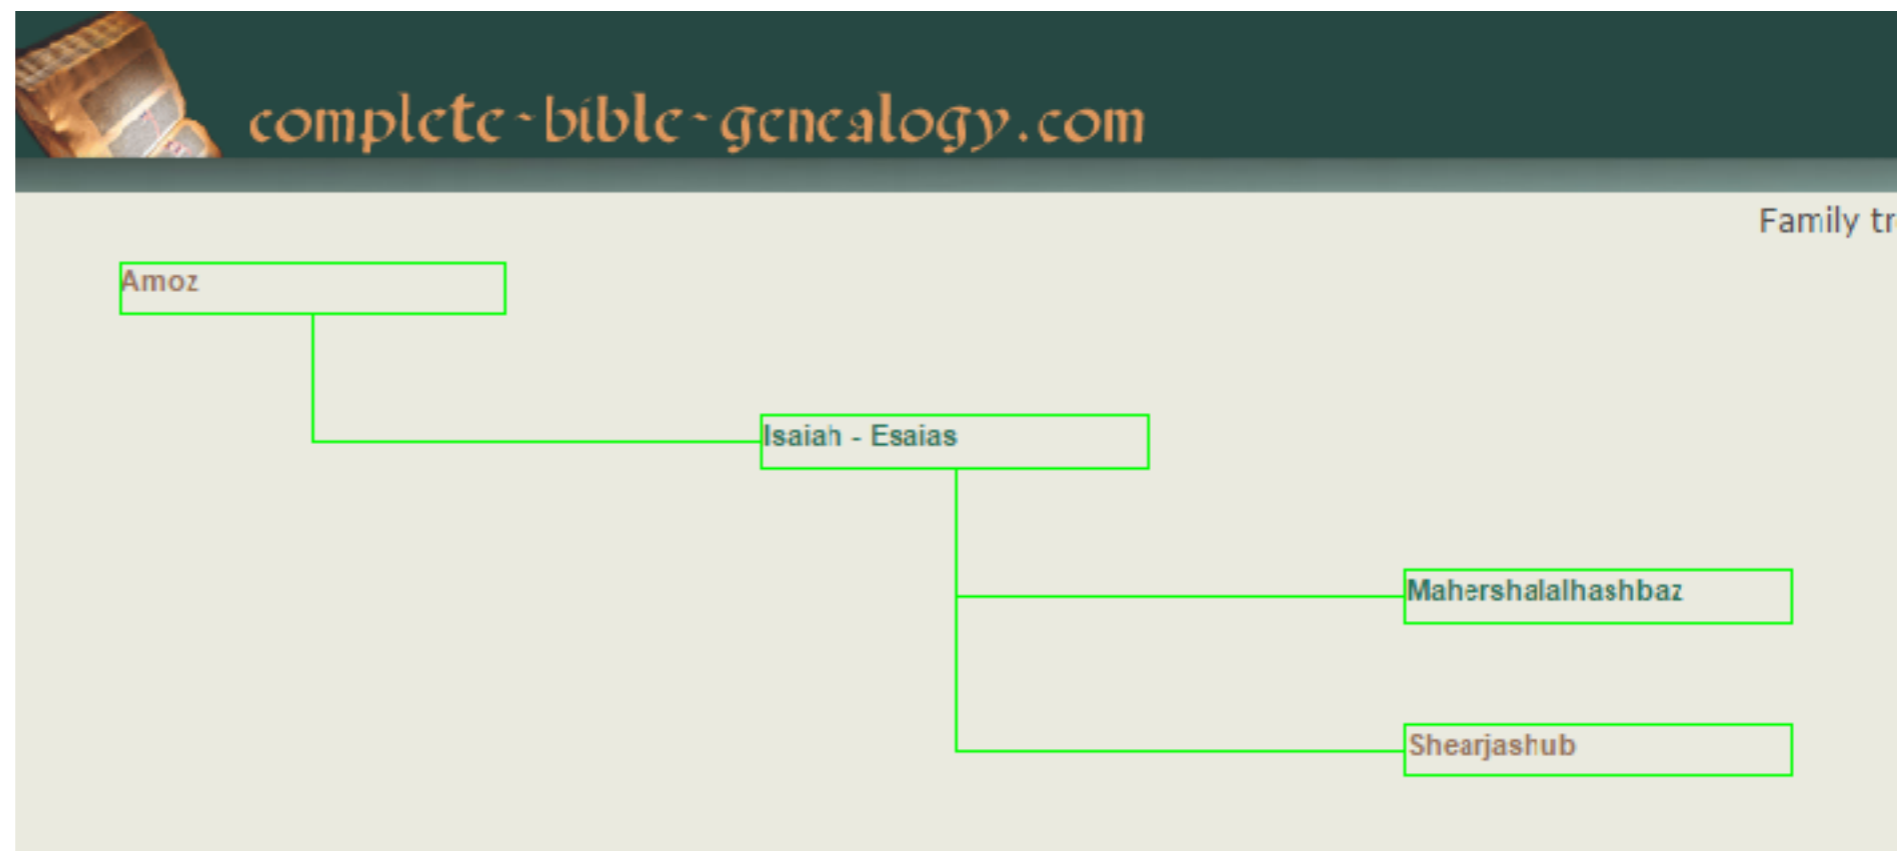 complete-bible-genealogy.com
Family tr
Amoz
Isaiah - Esaias
Mahershalalhashbaz
Shearjashub